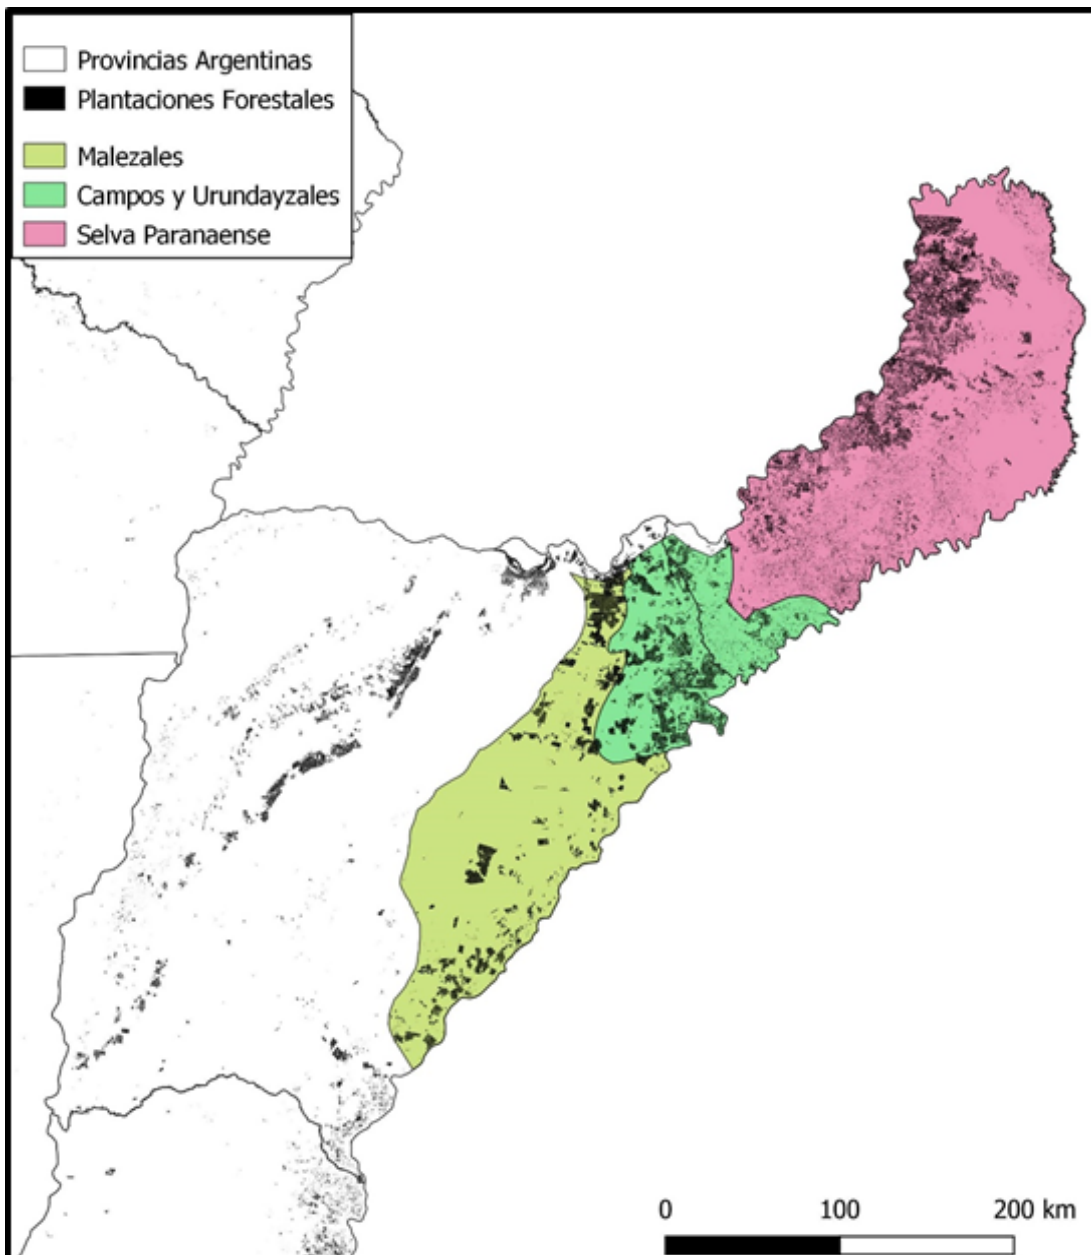 Provincias Argentinas
Plantaciones Forestales
Malezales
Campos y Urundayzales
Selva Paranaense
0 100 200 km